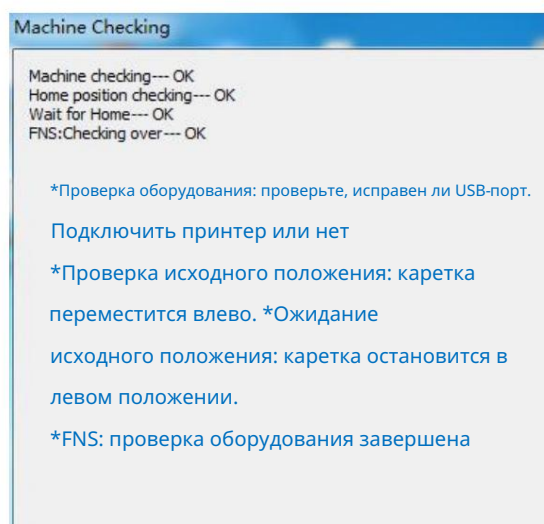 Machine Checking
Machine checking--- OK
Home position checking--- OK
Wait for Home--- OK
FNS:Checking over--- OK
*Проверка оборудования: проверьте, исправен ли USB-порт.
Подключить принтер или нет
*Проверка исходного положения: каретка
переместится влево. *Ожидание
исходного положения: каретка остановится в
левом положении.
*FNS: проверка оборудования завершена